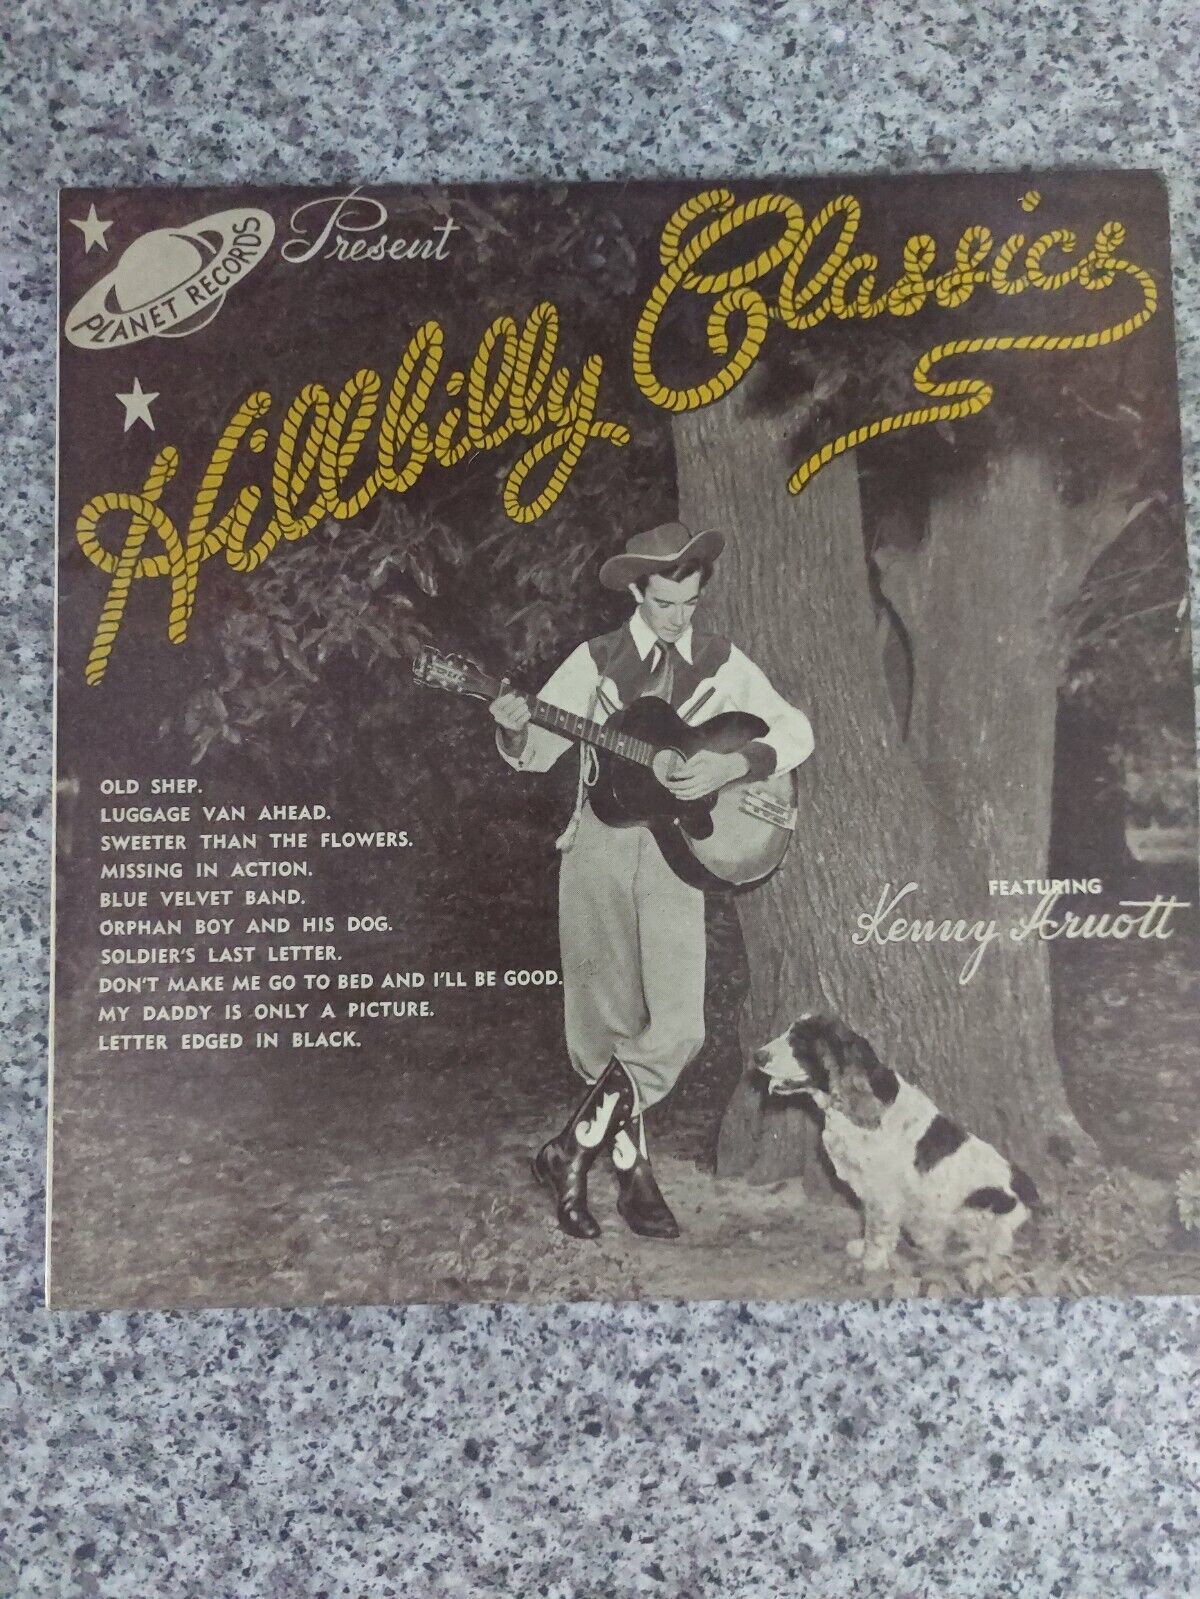 PLANET RECORDS
Present
Hillbilly Classics
OLD SHEP.
LUGGAGE VAN AHEAD.
SWEETER THAN THE FLOWERS.
MISSING IN ACTION.
BLUE VELVET BAND.
ORPHAN BOY AND HIS DOG.
SOLDIER'S LAST LETTER.
DON'T MAKE ME GO TO BED AND I'LL BE GOOD.
MY DADDY IS ONLY A PICTURE.
LETTER EDGED IN BLACK.
FEATURING
Kenny Arnott